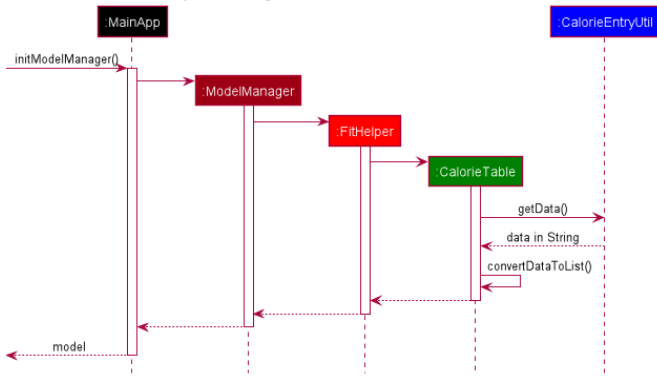 :MainApp
:CalorieEntryUtil
initModelManager()
:ModelManager
:FitHelper
:CalorieTable
getData()
data in String
convertDataToList()
model